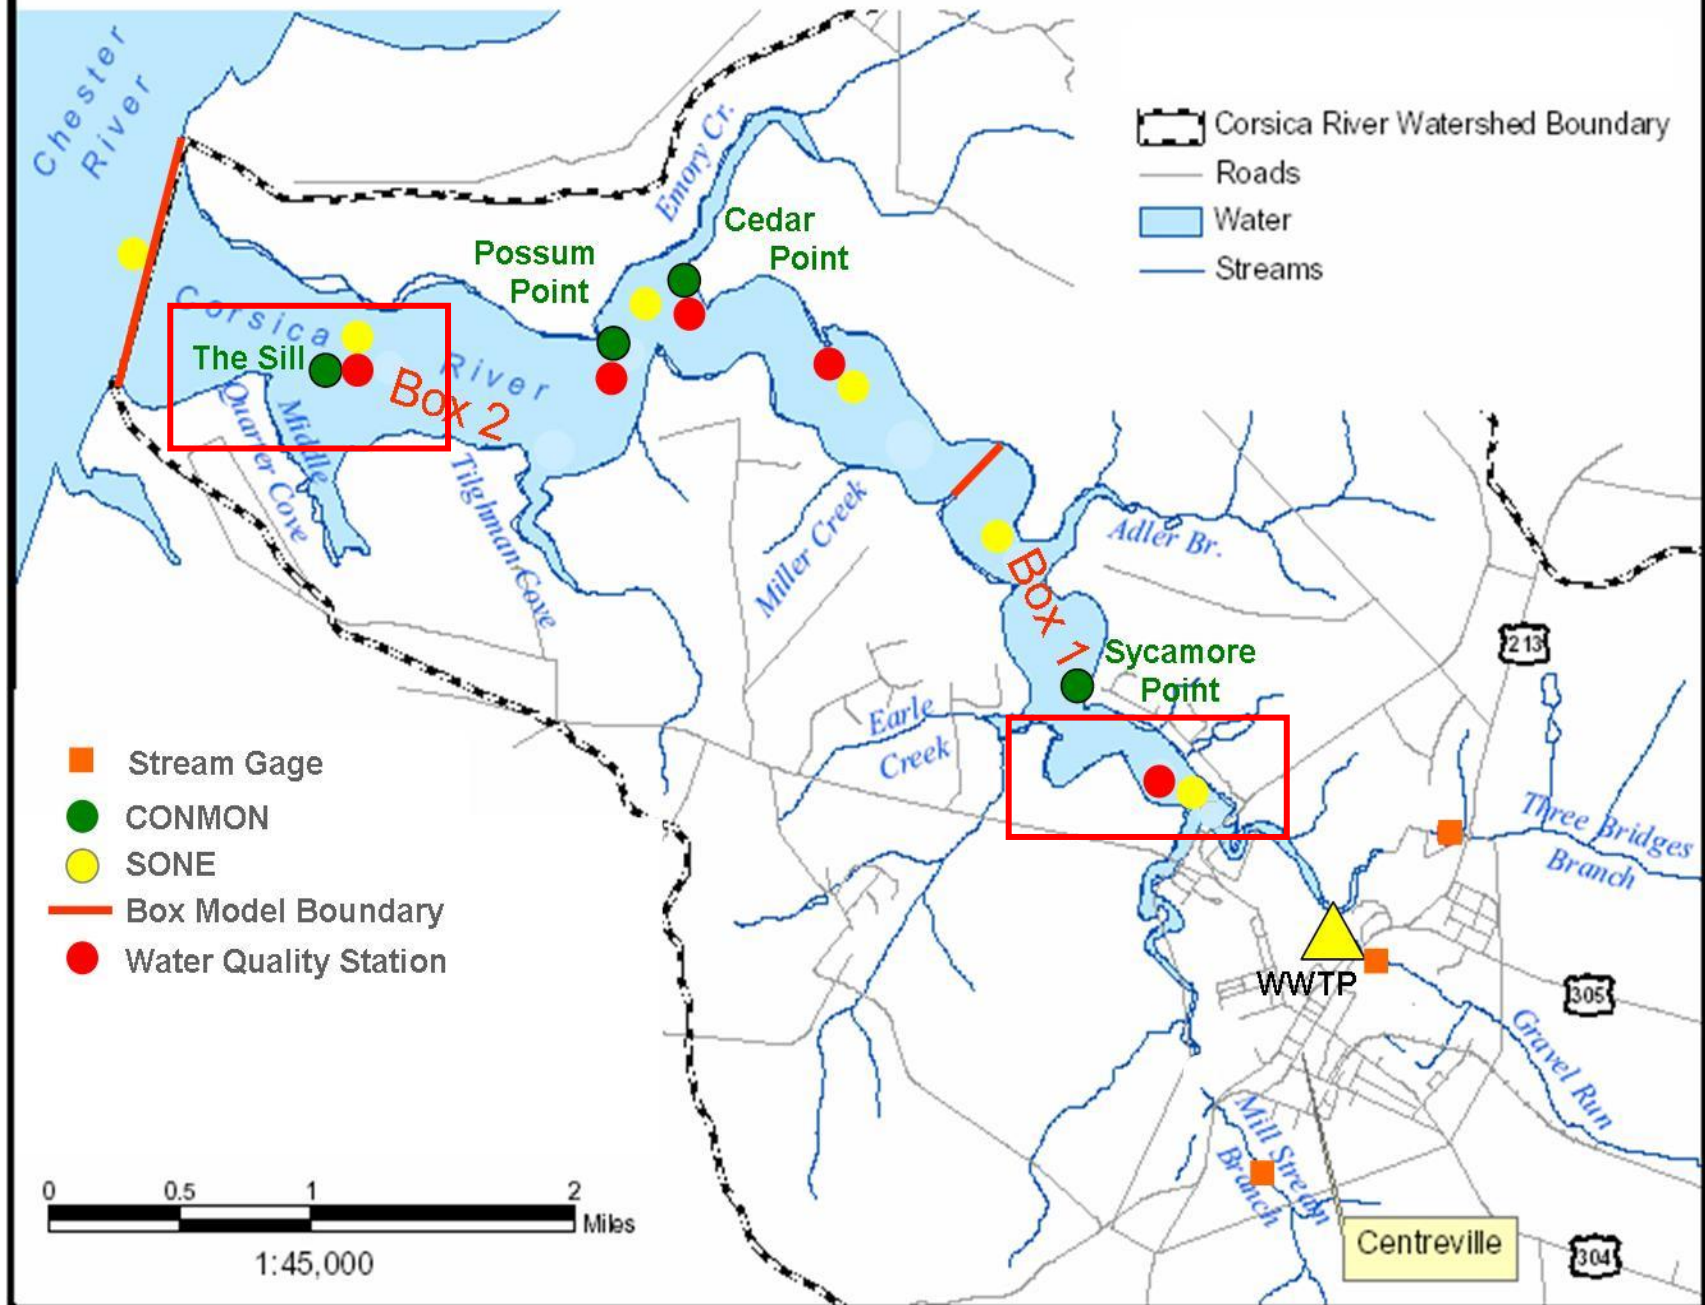 Chester
River
Corsica River Watershed Boundary
Roads
Water
Streams
Emory Cr.
Cedar
Point
Possum
Point
Corsica
River
The Sill
Box 2
Quarter Cove
Middle
Tilghman Cove
Miller Creek
Adler Br.
Box 1
Sycamore
Point
213
Earle
Creek
Stream Gage
CONMON
SONE
Box Model Boundary
Water Quality Station
Three Bridges
Branch
WWTP
305
Gravel Run
Mill Stream
Branch
0 0.5 1 2
Miles
1:45,000
Centreville
304